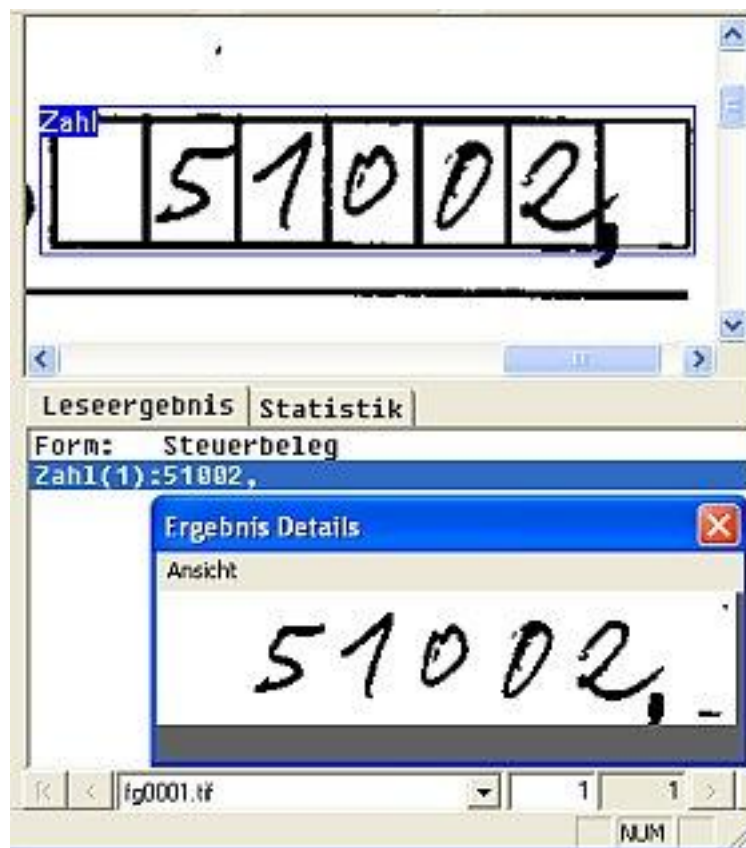 Zahl
51002,
Leseergebnis Statistik
Form: Steuerbeleg
Zahl(1):51002,
Ergebnis Details
Ansicht
51002,
fg0001.tif 1 1
NUM